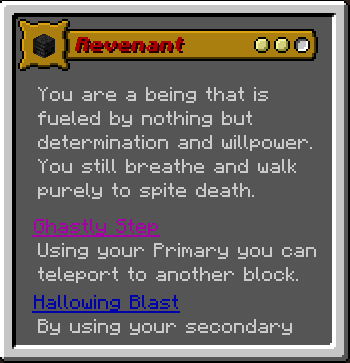 Revenant
You are a being that is
fueled by nothing but
determination and willpower.
You still breathe and walk
purely to spite death.
Ghastly Step
Using your Primary you can
teleport to another block.
Hallowing Blast
By using your secondary